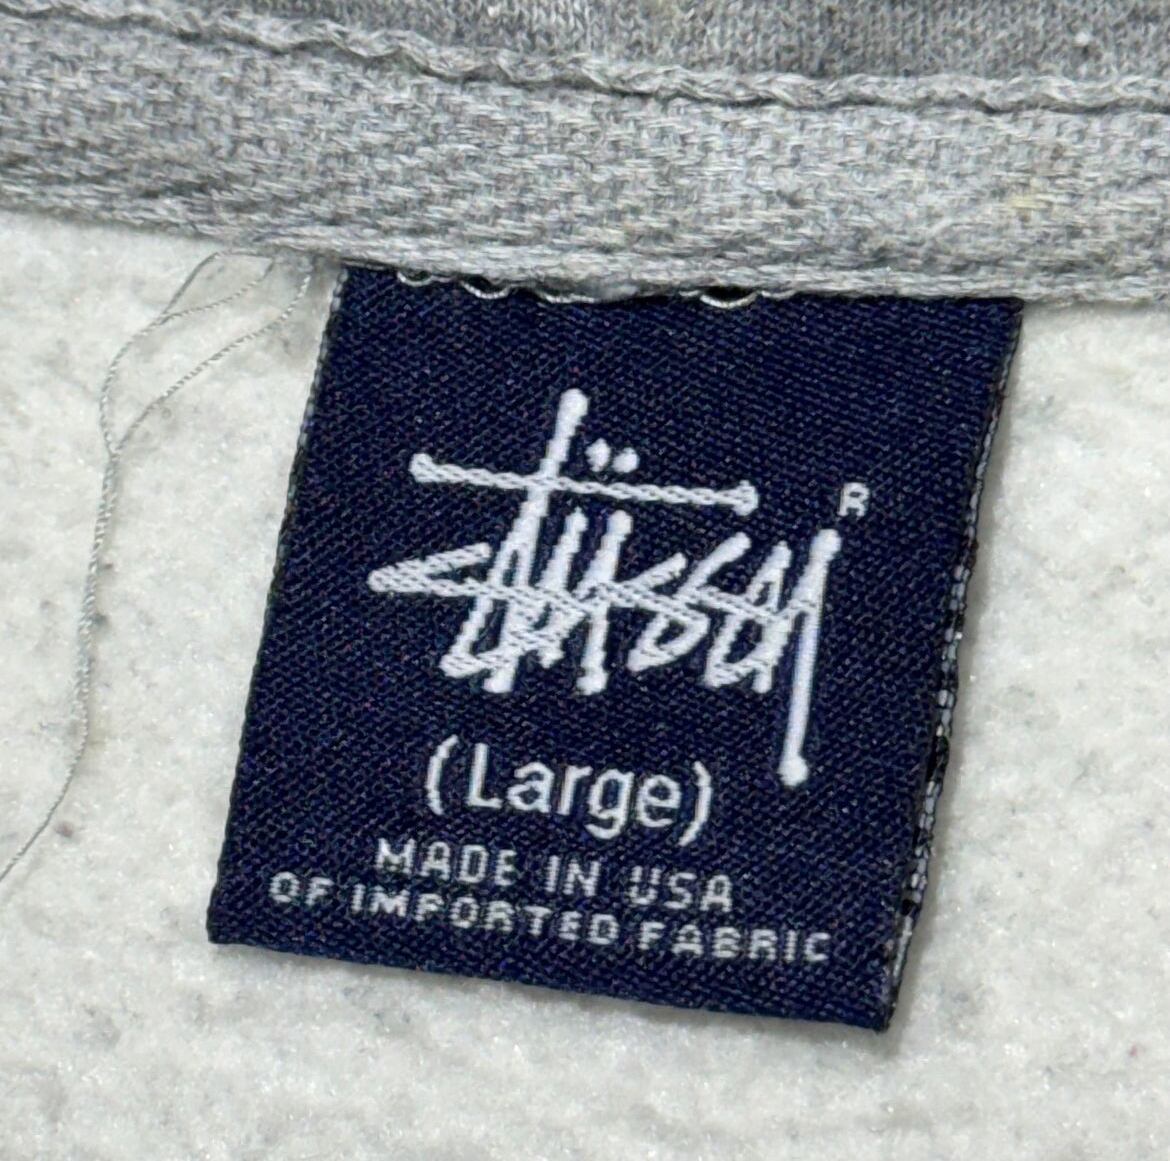 Stüssy ®
(Large)
MADE IN USA
OF IMPORTED FABRIC